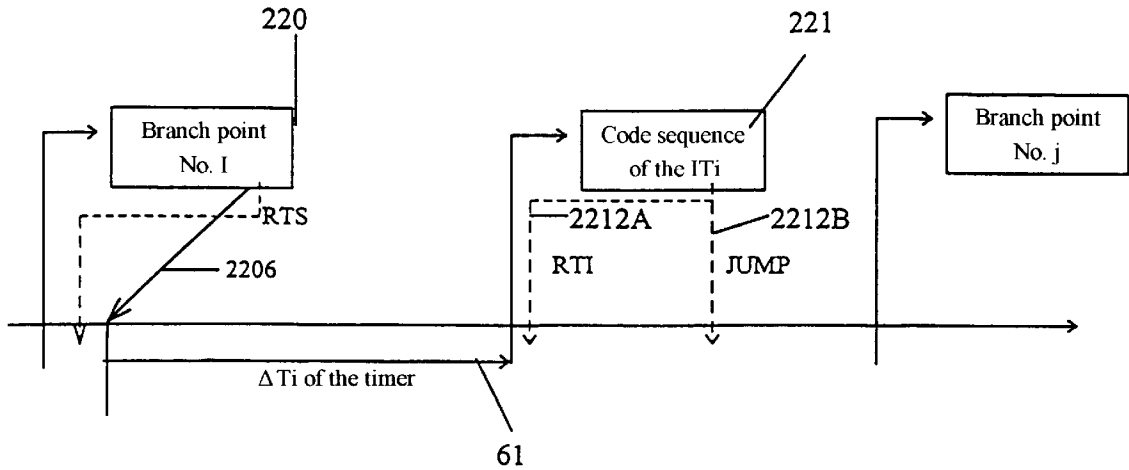 220
221
Branch point
No. I
Code sequence
of the ITi
Branch point
No. j
RTS
2206
2212A
2212B
RTI
JUMP
ΔTi of the timer
61